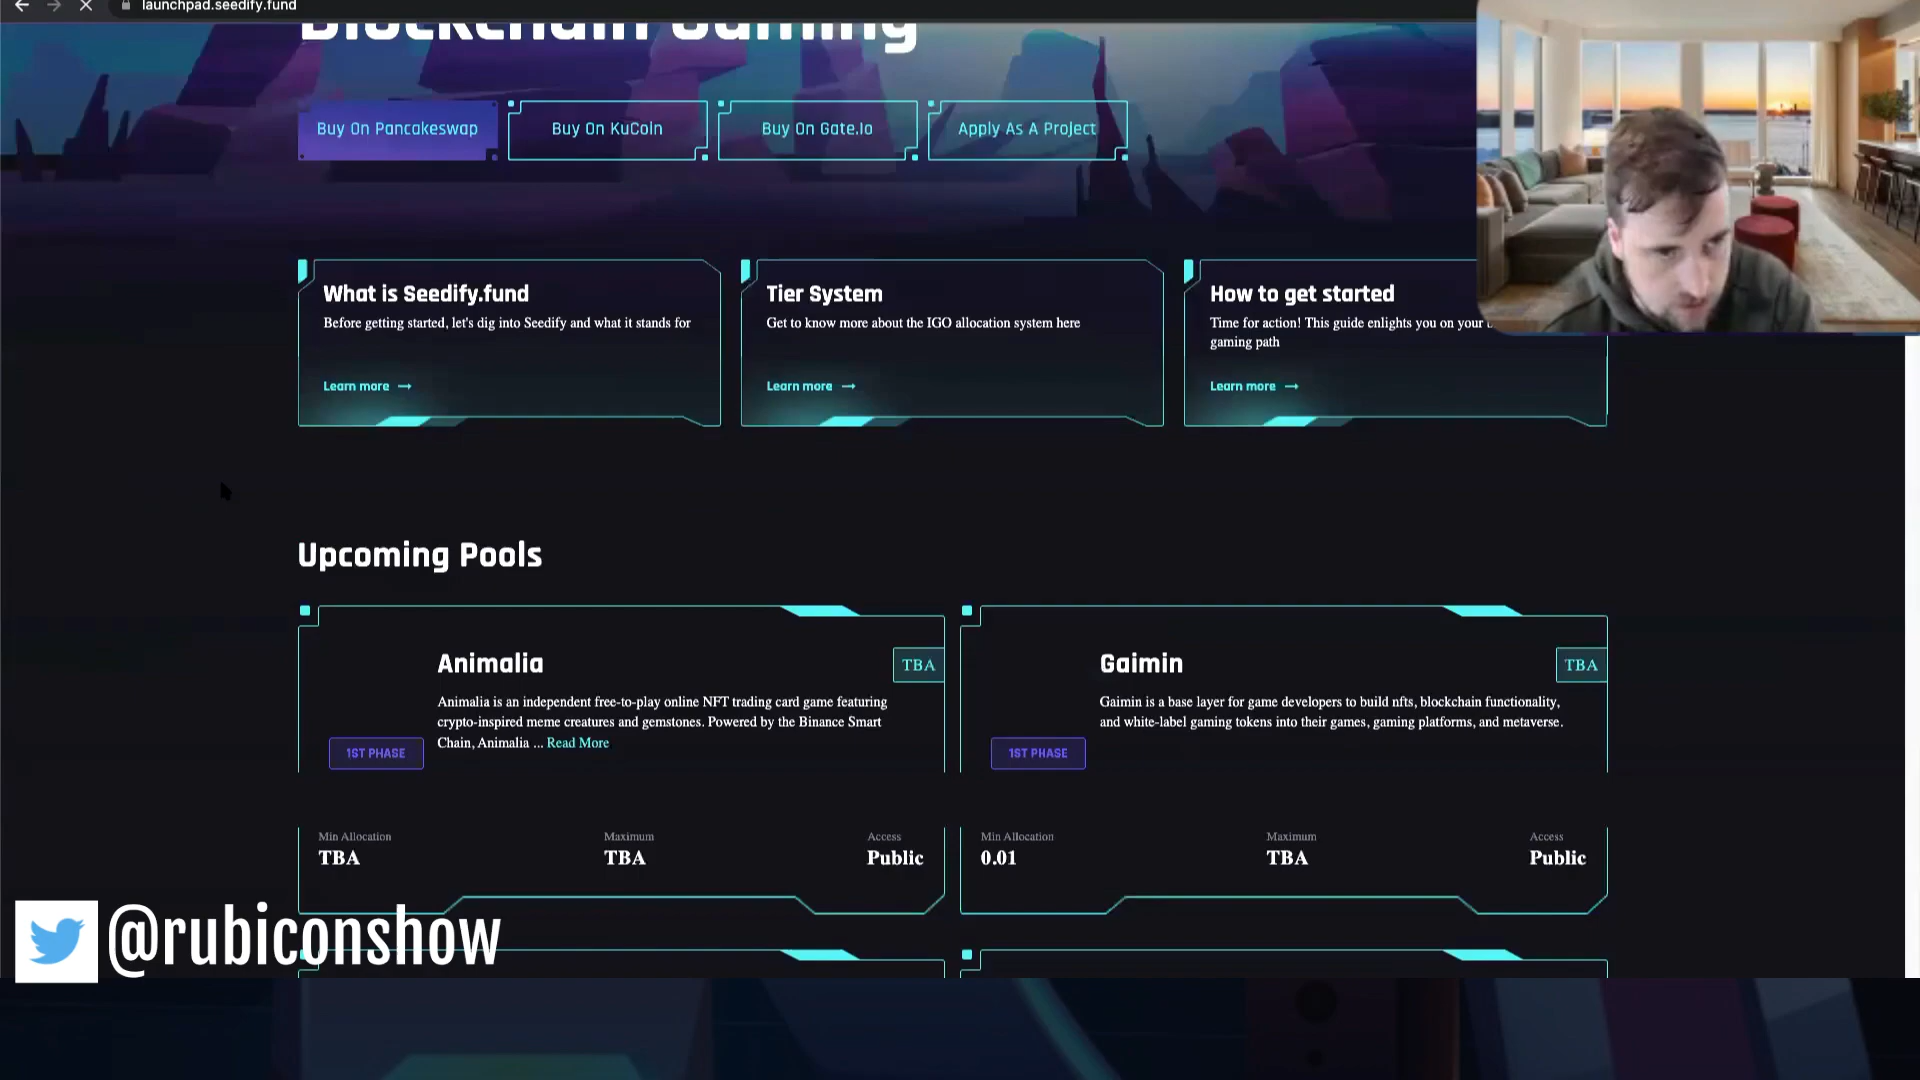 launchpad.seedify.fund
Blockchain Gaming
Buy On Pancakeswap
Buy On KuCoin
Buy On Gate.Io
Apply As A Project
What is Seedify.fund
Before getting started, let's dig into Seedify and what it stands for
Learn more →
Tier System
Get to know more about the IGO allocation system here
Learn more →
How to get started
Time for action! This guide enlights you on your
gaming path
Learn more →
Upcoming Pools
Animalia
TBA
Animalia is an independent free-to-play online NFT trading card game featuring
crypto-inspired meme creatures and gemstones. Powered by the Binance Smart
Chain, Animalia ... Read More
1ST PHASE
Min Allocation
TBA
Maximum
TBA
Access
Public
Gaimin
TBA
Gaimin is a base layer for game developers to build nfts, blockchain functionality,
and white-label gaming tokens into their games, gaming platforms, and metaverse.
1ST PHASE
Min Allocation
0.01
Maximum
TBA
Access
Public
@rubiconshow